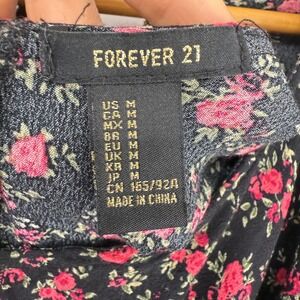 FOREVER 21
US M
CA M
MX M
BR M
EU M
UK M
KR M
JP M
CN 165/92A
MADE IN CHINA